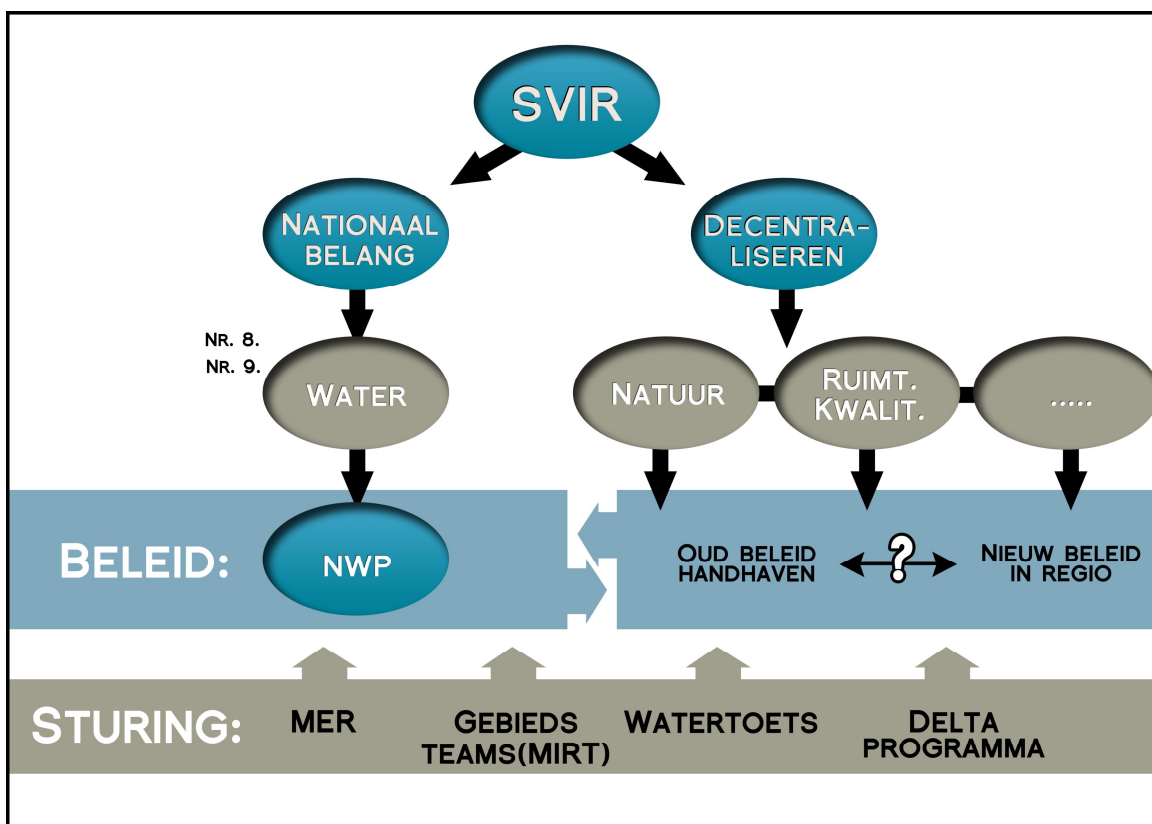 SVIR
NATIONAAL
BELANG
DECENTRA-
LISEREN
NR. 8.
NR. 9.
WATER
NATUUR
RUIMT.
KWALIT.
.....
BELEID:
NWP
OUD BELEID
HANDHAVEN
?
NIEUW BELEID
IN REGIO
STURING:
MER
GEBIEDS
TEAMS(MIRT)
WATERTOETS
DELTA
PROGRAMMA